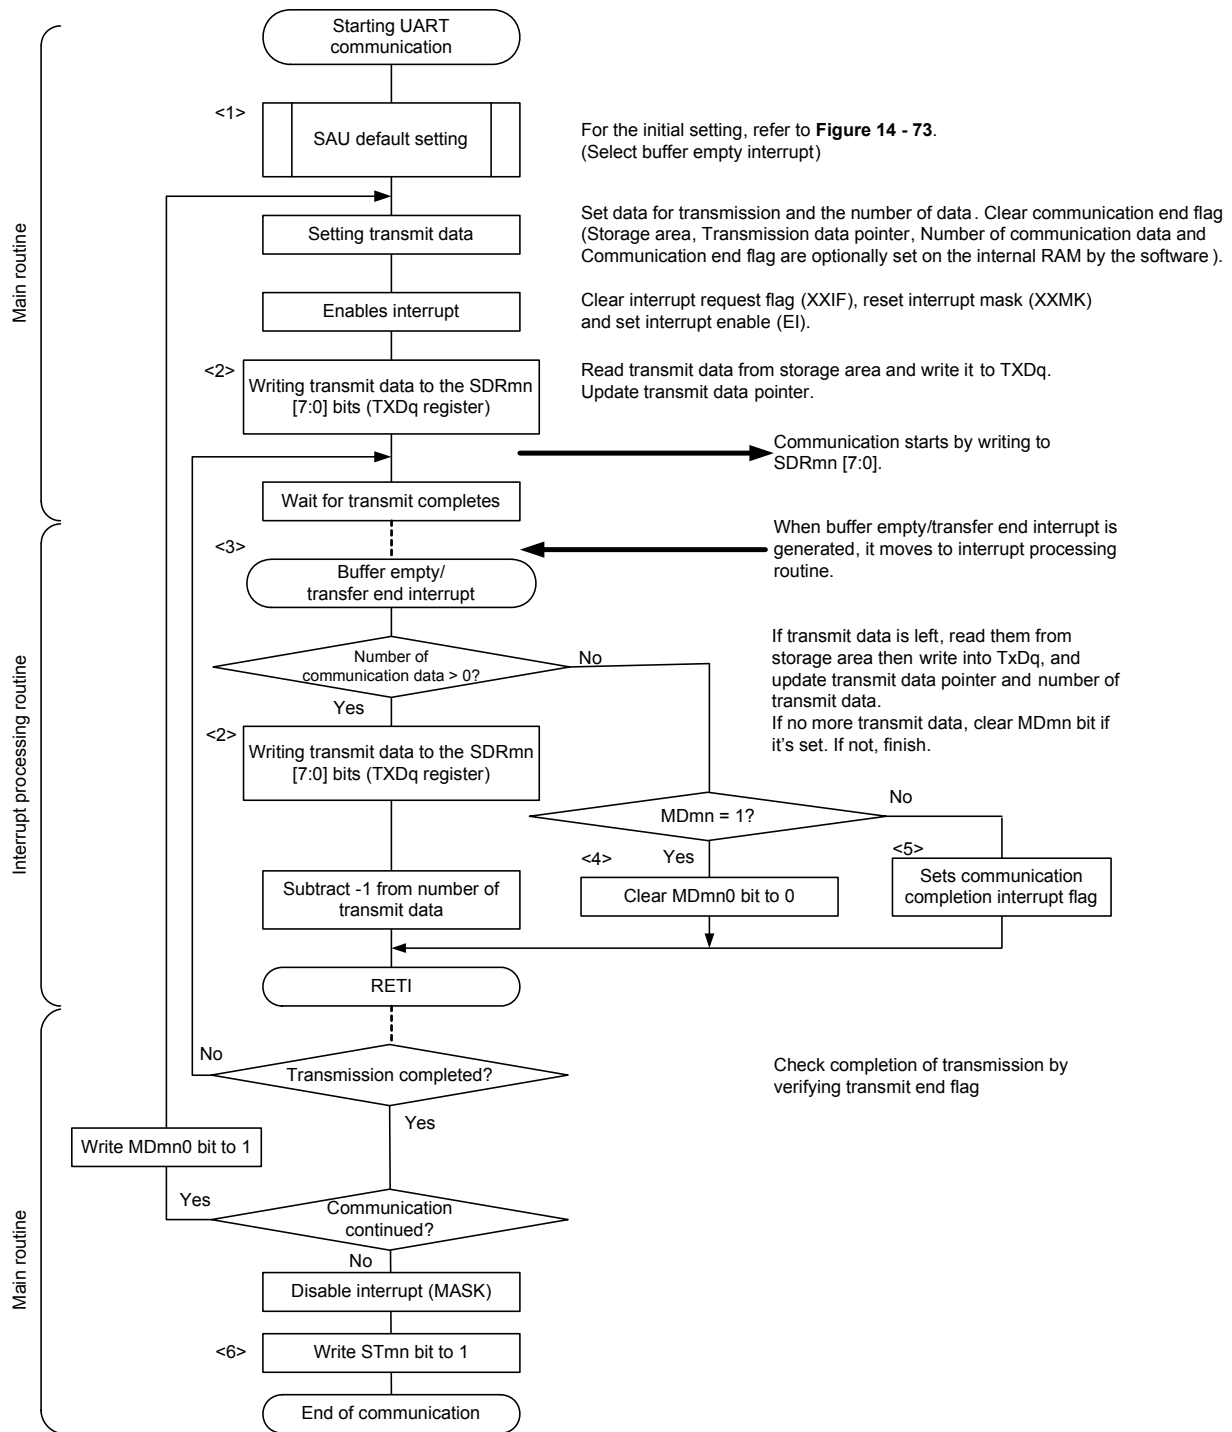 Starting UART
communication
<1>
SAU default setting
For the initial setting, refer to Figure 14 - 73.
(Select buffer empty interrupt)
Main routine
Setting transmit data
Set data for transmission and the number of data. Clear communication end flag
(Storage area, Transmission data pointer, Number of communication data and
Communication end flag are optionally set on the internal RAM by the software ).
Enables interrupt
Clear interrupt request flag (XXIF), reset interrupt mask (XXMK)
and set interrupt enable (EI).
<2>
Writing transmit data to the SDRmn
[7:0] bits (TXDq register)
Read transmit data from storage area and write it to TXDq.
Update transmit data pointer.
Communication starts by writing to
SDRmn [7:0].
Wait for transmit completes
<3>
When buffer empty/transfer end interrupt is
generated, it moves to interrupt processing
routine.
Buffer empty/
transfer end interrupt
Interrupt processing routine
Number of
communication data > 0?
No
Yes
If transmit data is left, read them from
storage area then write into TxDq, and
update transmit data pointer and number of
transmit data.
If no more transmit data, clear MDmn bit if
it's set. If not, finish.
<2>
Writing transmit data to the SDRmn
[7:0] bits (TXDq register)
MDmn = 1?
No
Yes
<4>
<5>
Subtract -1 from number of
transmit data
Clear MDmn0 bit to 0
Sets communication
completion interrupt flag
RETI
Main routine
No
Transmission completed?
Check completion of transmission by
verifying transmit end flag
Yes
Write MDmn0 bit to 1
Yes
Communication
continued?
No
Disable interrupt (MASK)
<6>
Write STmn bit to 1
End of communication